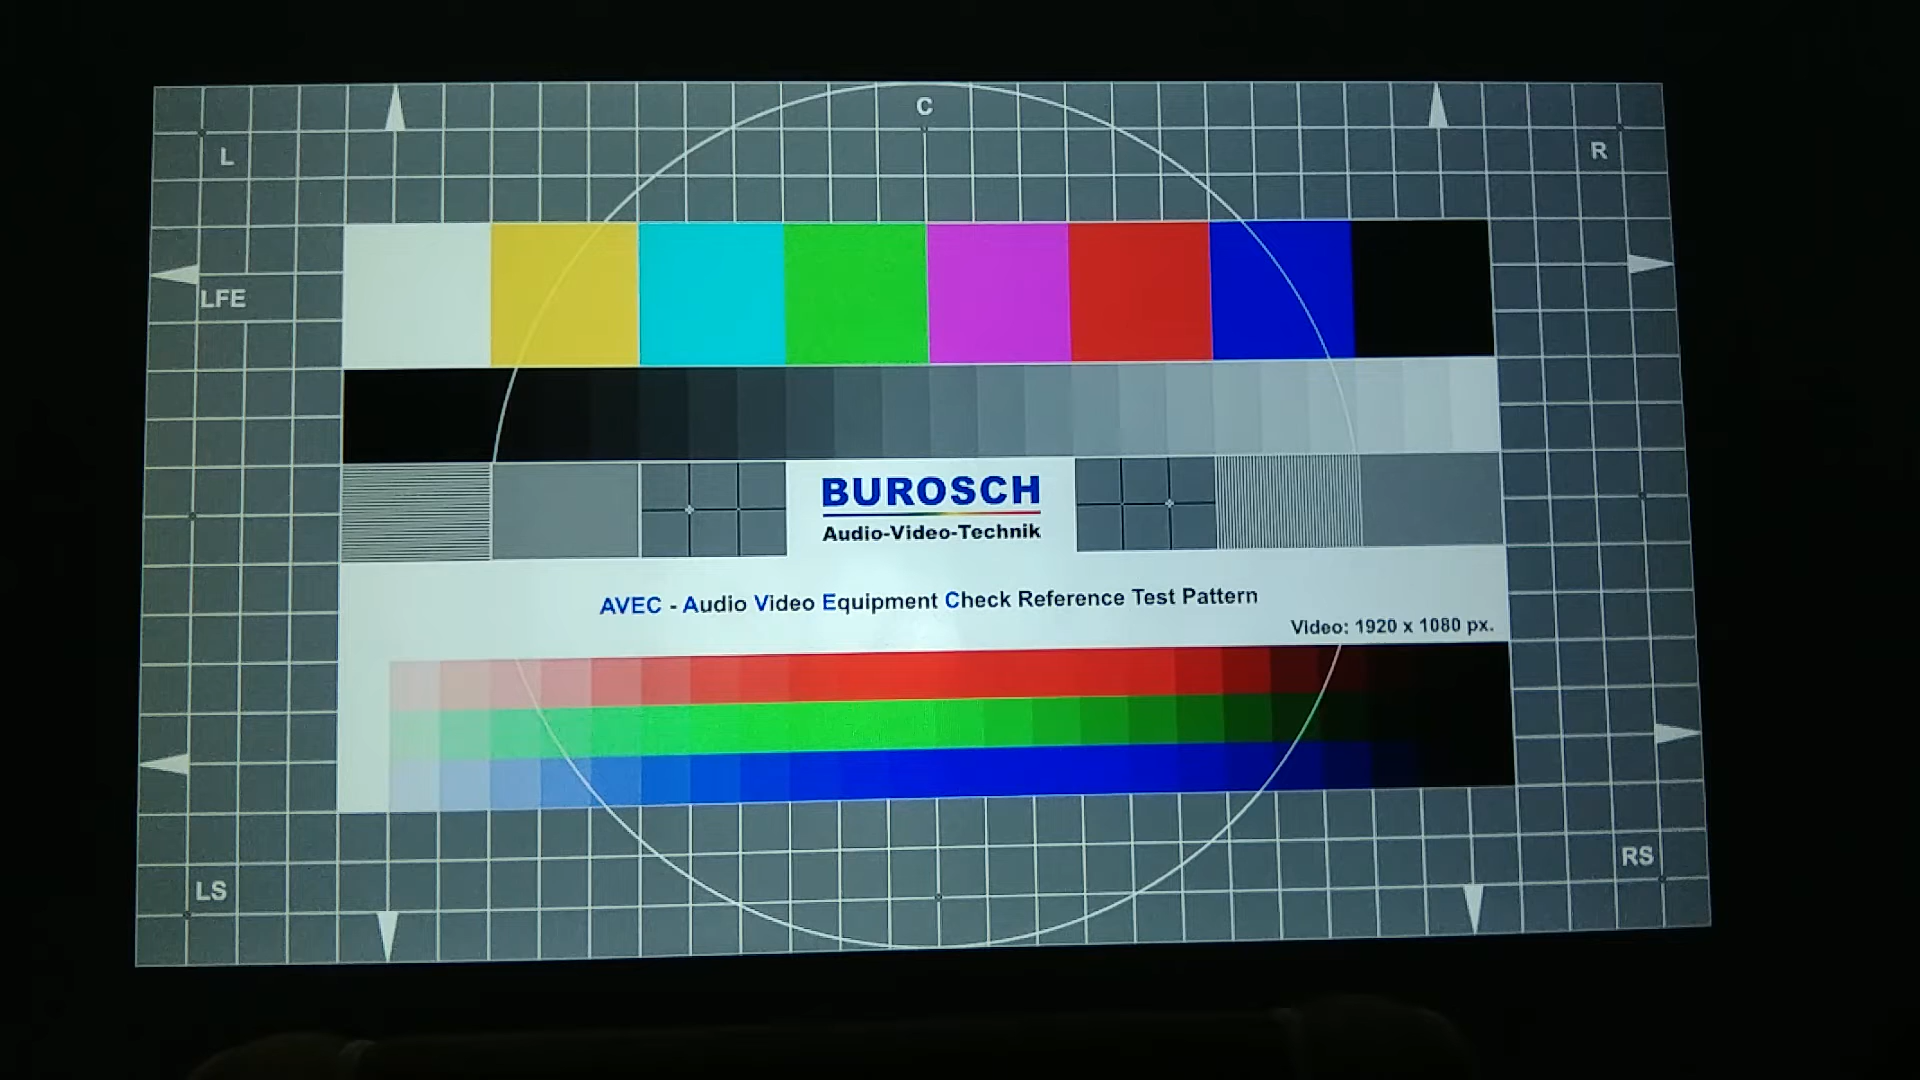 C
L
R
LFE
BUROSCH
Audio-Video-Technik
AVEC - Audio Video Equipment Check Reference Test Pattern
Video: 1920 x 1080 px.
LS
RS